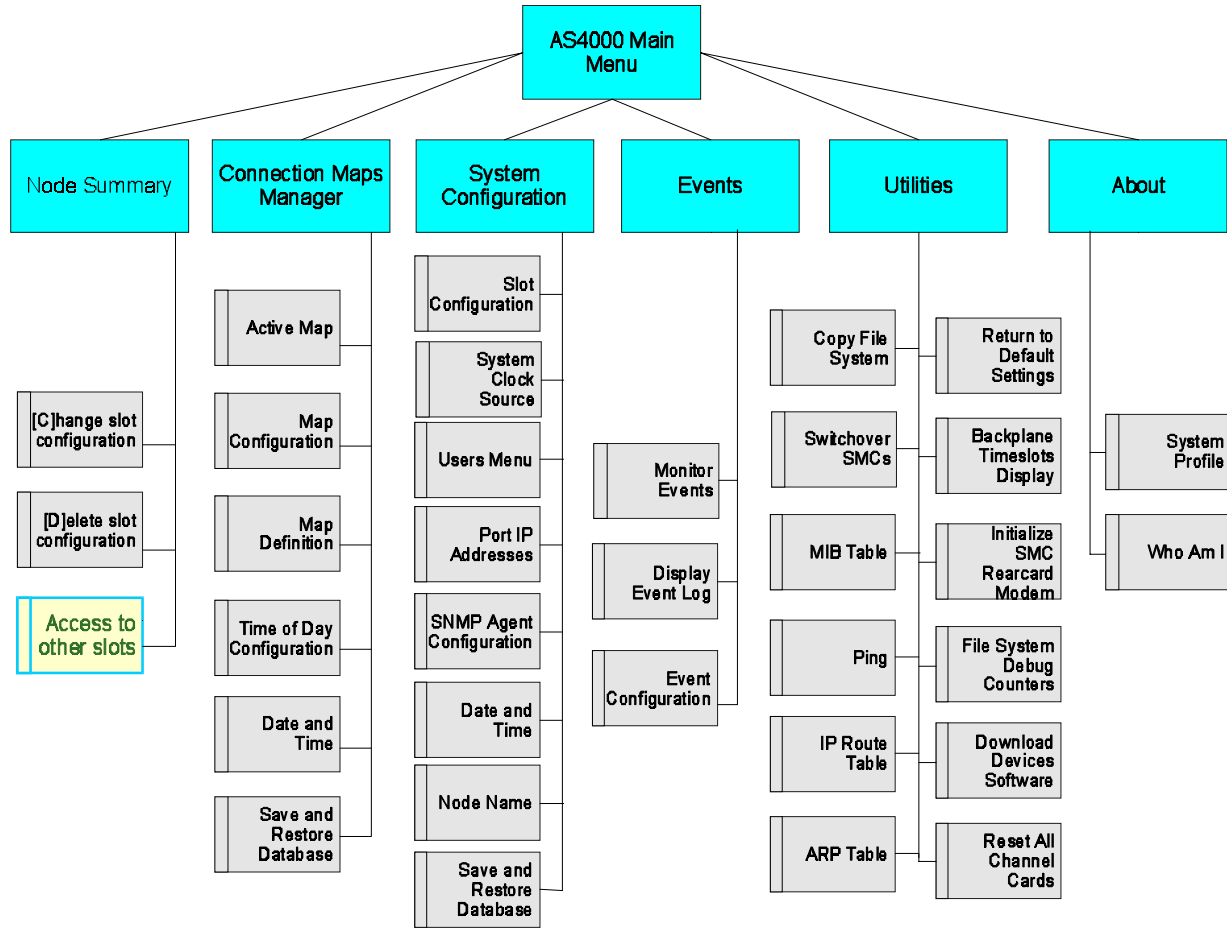 AS4000 Main
Menu
Node Summary
Connection Maps
Manager
System
Configuration
Events
Utilities
About
[C]hange slot
configuration
[D]elete slot
configuration
Access to
other slots
Active Map
Map
Configuration
Map
Definition
Time of Day
Configuration
Date and
Time
Save and
Restore
Database
Slot
Configuration
System
Clock
Source
Users Menu
Port IP
Addresses
SNMP Agent
Configuration
Date and
Time
Node Name
Save and
Restore
Database
Monitor
Events
Display
Event Log
Event
Configuration
Copy File
System
Switchover
SMCs
MIB Table
Ping
IP Route
Table
ARP Table
Return to
Default
Settings
Backplane
Timeslots
Display
Initialize
SMC
Rearcard
Modem
File System
Debug
Counters
Download
Devices
Software
Reset All
Channel
Cards
System
Profile
Who Am I